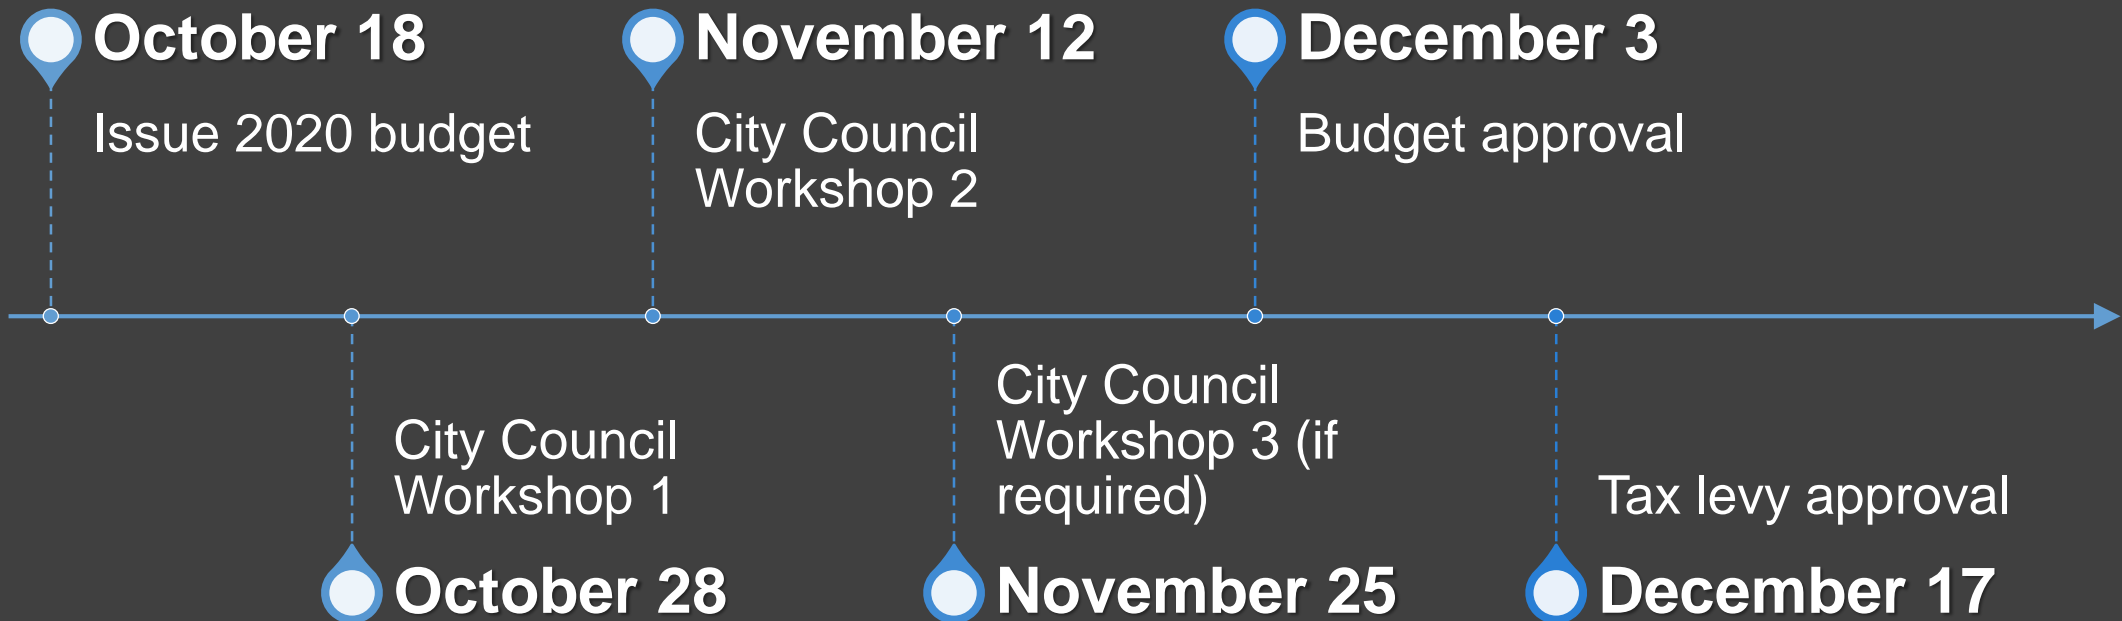 October 18
Issue 2020 budget
October 28
City Council
Workshop 1
November 12
City Council
Workshop 2
November 25
City Council
Workshop 3 (if
required)
December 3
Budget approval
December 17
Tax levy approval